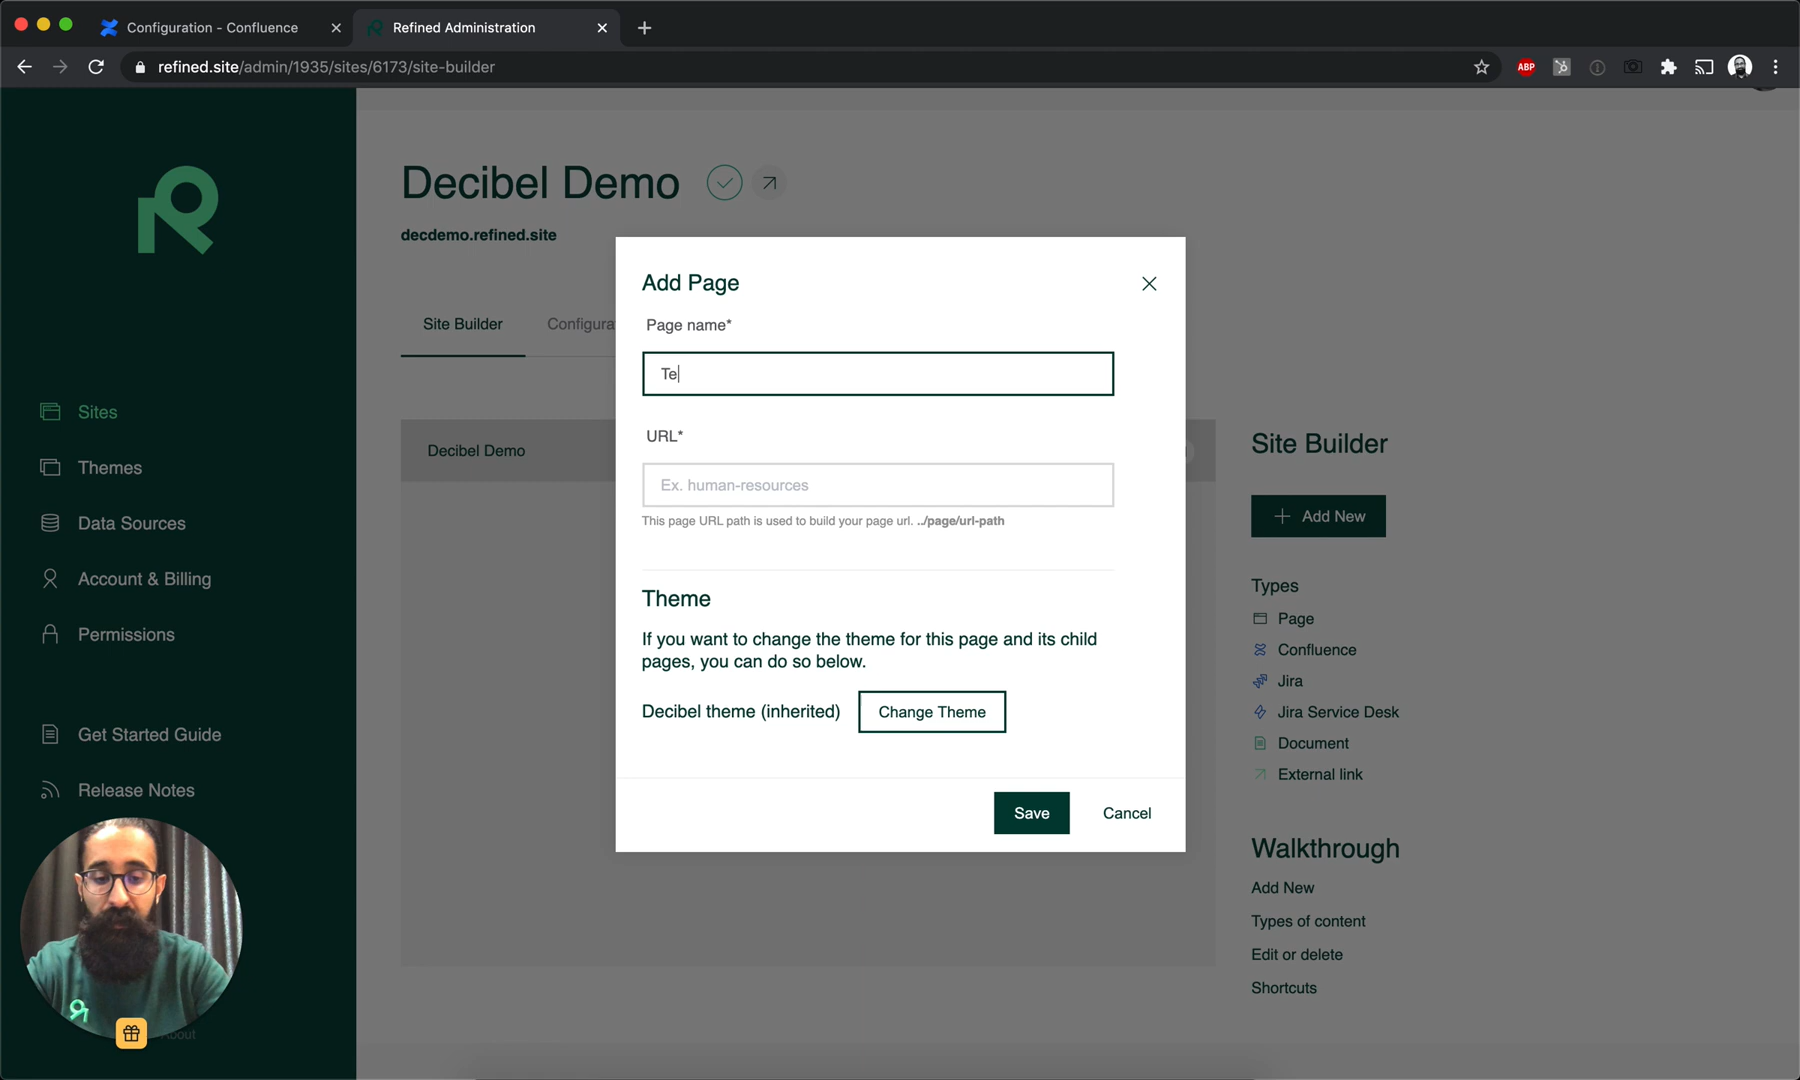 Configuration - Confluence
Refined Administration
refined.site/admin/1935/sites/6173/site-builder
ABP
Decibel Demo
decdemo.refined.site
Site Builder
Configura
Sites
Themes
Data Sources
Account & Billing
Permissions
Get Started Guide
Release Notes
About
Decibel Demo
Add Page
Page name*
Te
URL*
Ex. human-resources
This page URL path is used to build your page url. ../page/url-path
Theme
If you want to change the theme for this page and its child
pages, you can do so below.
Decibel theme (inherited)
Change Theme
Save
Cancel
Site Builder
Add New
Types
Page
Confluence
Jira
Jira Service Desk
Document
External link
Walkthrough
Add New
Types of content
Edit or delete
Shortcuts